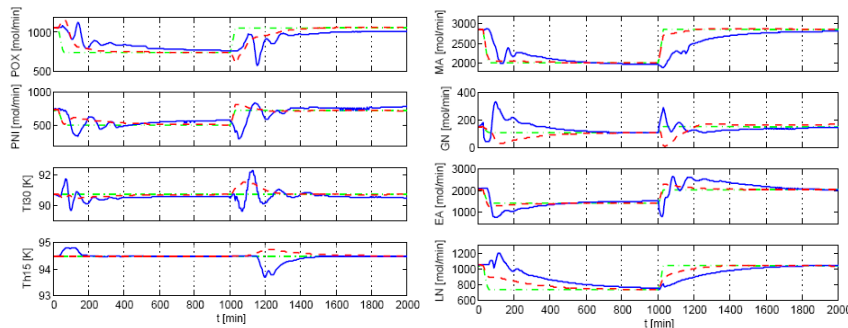 POX [mol/min]
1000
500
PNI [mol/min]
1000
500
TI30 [K]
92
90
Th15 [K]
95
94
93
0 200 400 600 800 1000 1200 1400 1600 1800 2000
t [min]
MA [mol/min]
3000
2000
GN [mol/min]
400
200
0
EA [mol/min]
3000
2000
1000
LN [mol/min]
1200
1000
800
600
0 200 400 600 800 1000 1200 1400 1600 1800 2000
t [min]